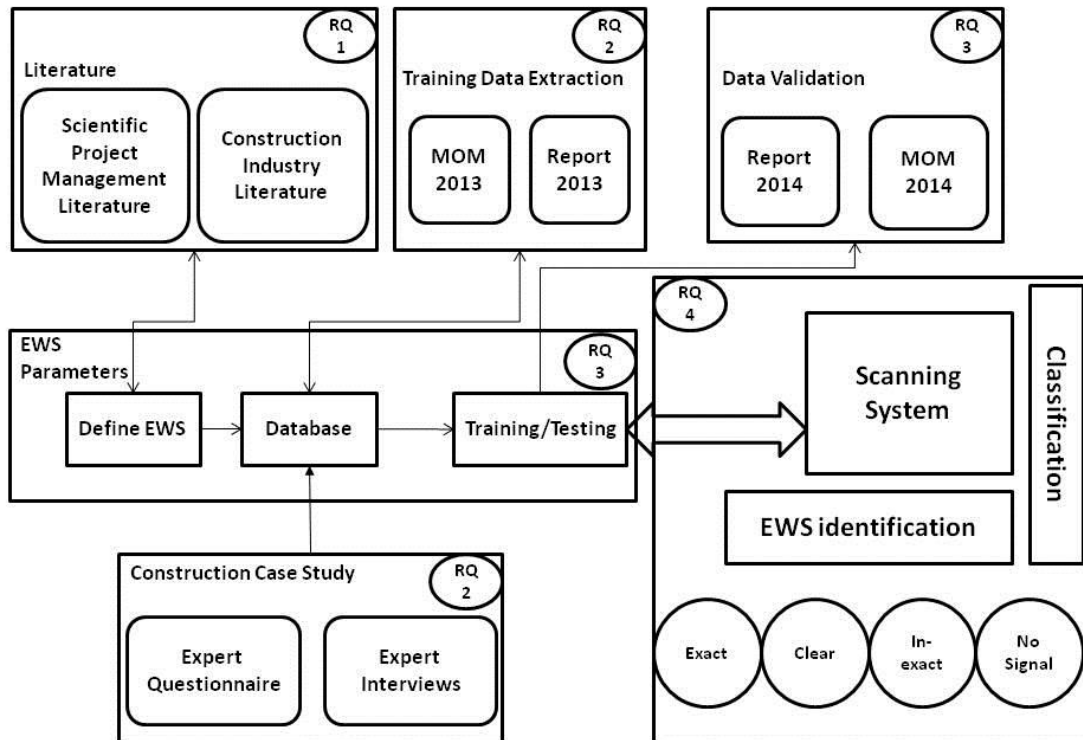 RQ
1
Literature
Scientific
Project
Management
Literature
Construction
Industry
Literature
RQ
2
Training Data Extraction
MOM
2013
Report
2013
RQ
3
Data Validation
Report
2014
MOM
2014
EWS
Parameters
RQ
3
Define EWS
Database
Training/Testing
RQ
4
Scanning
System
Classification
EWS identification
Exact
Clear
In-
exact
No
Signal
Construction Case Study
RQ
2
Expert
Questionnaire
Expert
Interviews